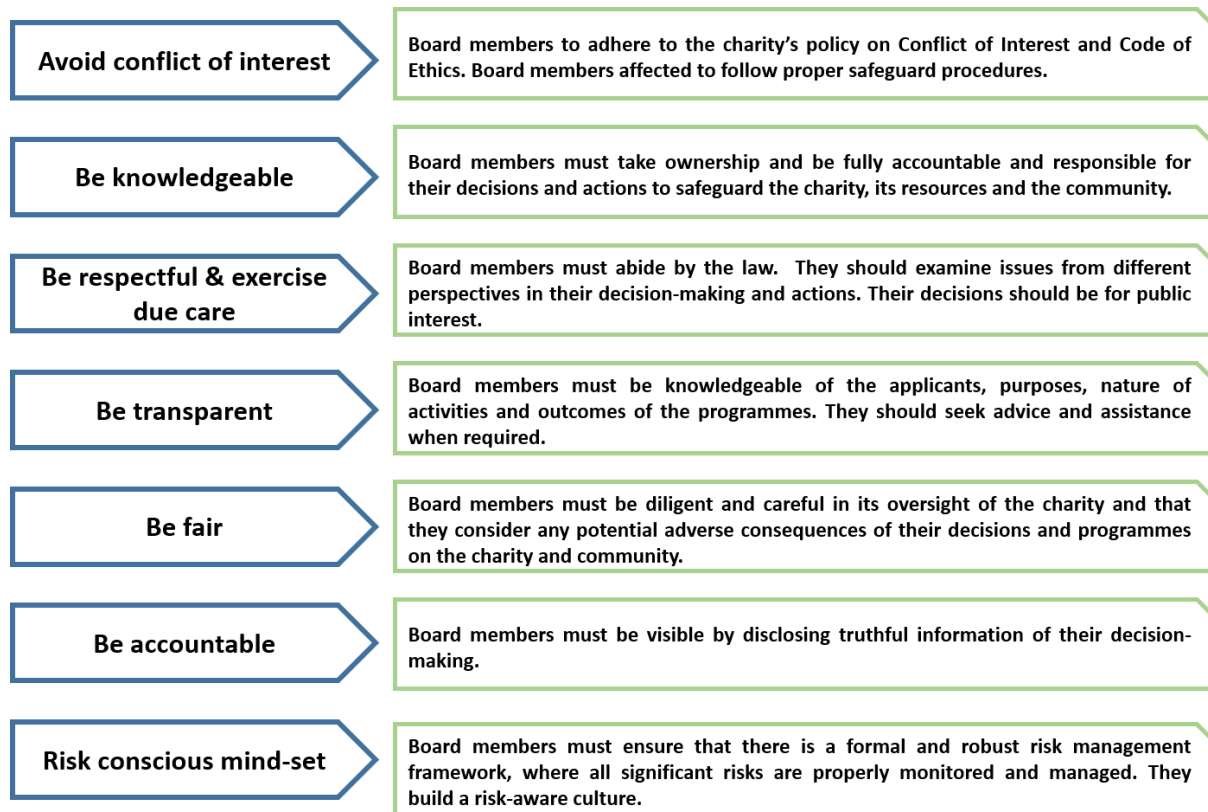 Avoid conflict of interest
Board members to adhere to the charity's policy on Conflict of Interest and Code of
Ethics. Board members affected to follow proper safeguard procedures.
Be knowledgeable
Board members must take ownership and be fully accountable and responsible for
their decisions and actions to safeguard the charity, its resources and the community.
Be respectful & exercise
due care
Board members must abide by the law. They should examine issues from different
perspectives in their decision-making and actions. Their decisions should be for public
interest.
Be transparent
Board members must be knowledgeable of the applicants, purposes, nature of
activities and outcomes of the programmes. They should seek advice and assistance
when required.
Be fair
Board members must be diligent and careful in its oversight of the charity and that
they consider any potential adverse consequences of their decisions and programmes
on the charity and community.
Be accountable
Board members must be visible by disclosing truthful information of their decision-
making.
Risk conscious mind-set
Board members must ensure that there is a formal and robust risk management
framework, where all significant risks are properly monitored and managed. They
build a risk-aware culture.